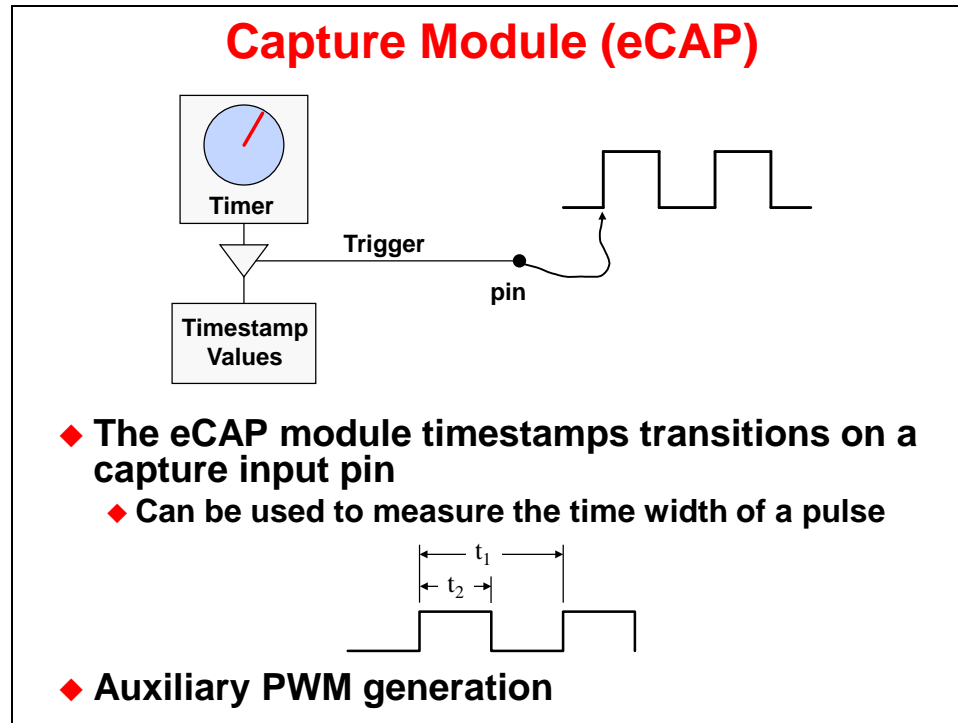 Capture Module (eCAP)
Timer
Trigger
pin
Timestamp
Values
The eCAP module timestamps transitions on a
capture input pin
Can be used to measure the time width of a pulse
t₁
t₂
Auxiliary PWM generation